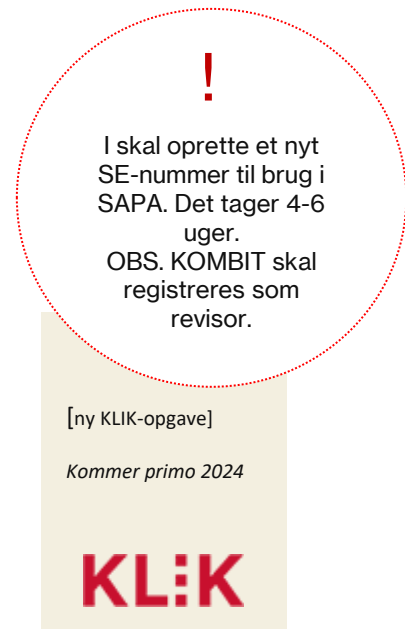 !
I skal oprette et nyt
SE-nummer til brug i
SAPA. Det tager 4-6
uger.
OBS. KOMBIT skal
registreres som
revisor.
[ny KLIK-opgave]
Kommer primo 2024
KLIK